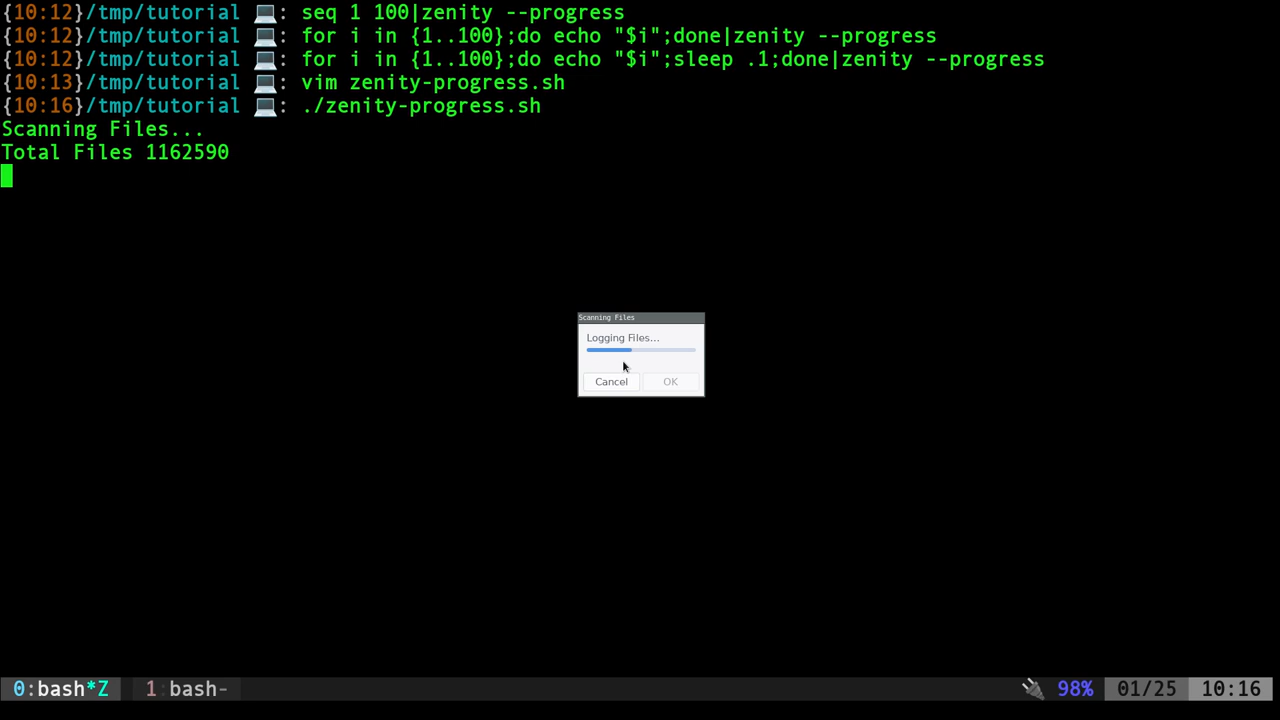 {10:12}/tmp/tutorial 💻: seq 1 100|zenity --progress
{10:12}/tmp/tutorial 💻: for i in {1..100};do echo "$i";done|zenity --progress
{10:12}/tmp/tutorial 💻: for i in {1..100};do echo "$i";sleep .1;done|zenity --progress
{10:13}/tmp/tutorial 💻: vim zenity-progress.sh
{10:16}/tmp/tutorial 💻: ./zenity-progress.sh
Scanning Files...
Total Files 1162590
Scanning Files
Logging Files...
Cancel OK
0:bash*Z 1:bash- 🔌 98% 01/25 10:16